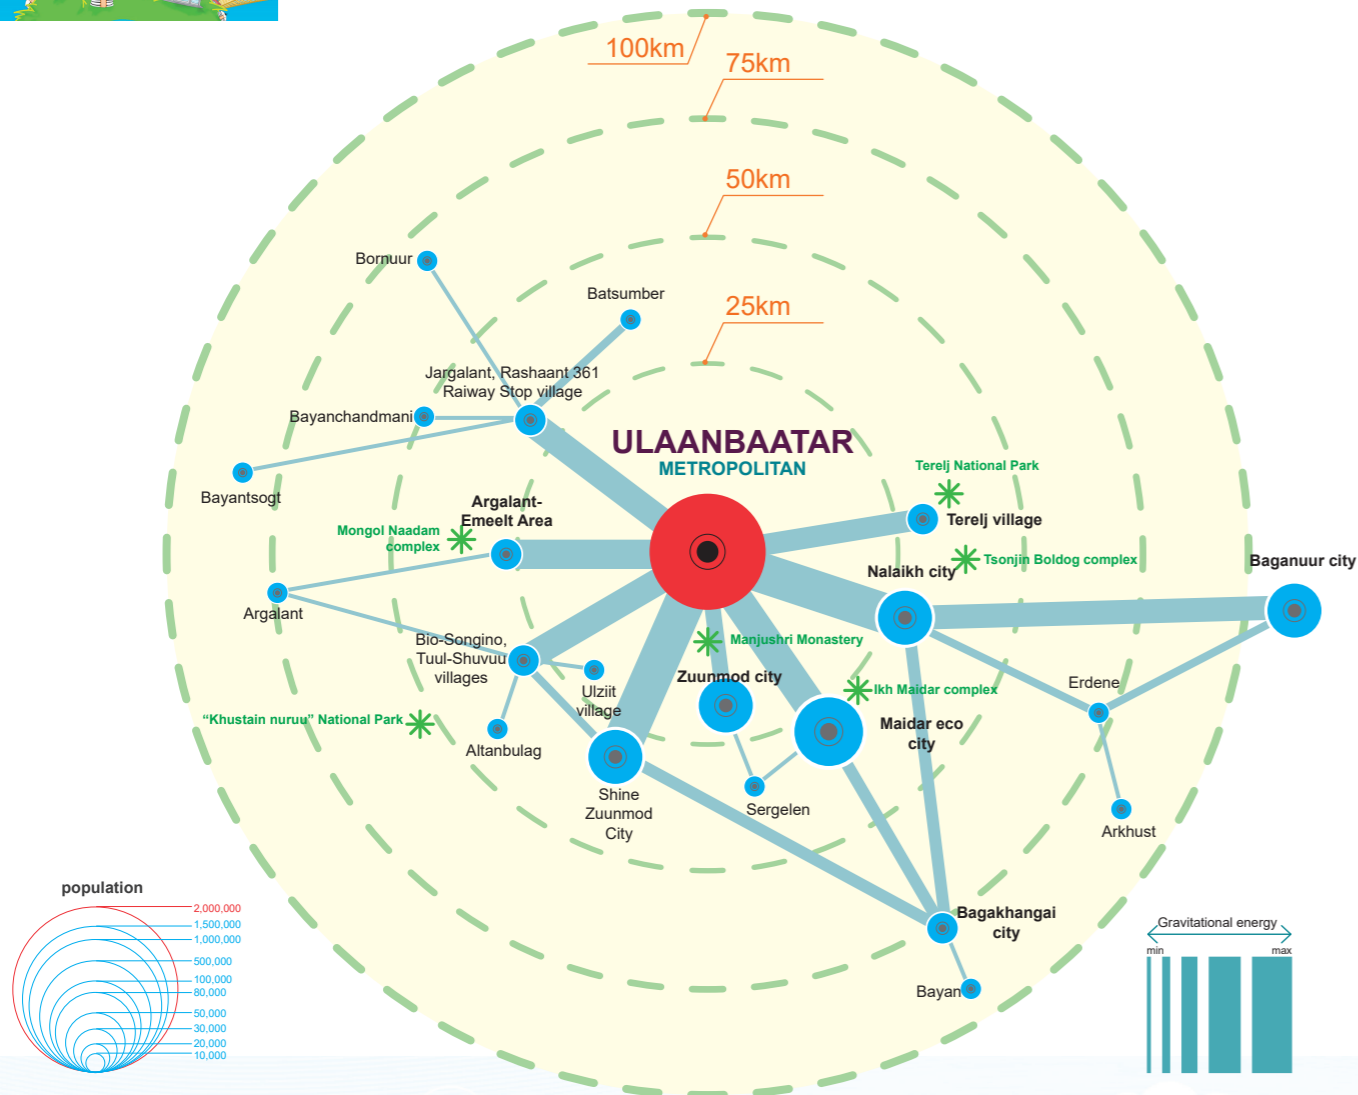 100km
75km
50km
25km
Bornuur
Batsumber
Jargalant, Rashaant 361
Raiway Stop village
Bayanchandmani
Bayantsogt
ULAANBAATAR
METROPOLITAN
Terelj National Park
Argalant-
Emeelt Area
Terelj village
Mongol Naadam
complex
Tsonjin Boldog complex
Baganuur city
Nalaikh city
Argalant
Bio-Songino,
Tuul-Shuvuu
villages
Manjushri Monastery
Zuunmod city
Ikh Maidar complex
Erdene
Ulziit
village
"Khustain nuruu" National Park
Maidar eco
city
Altanbulag
Shine
Zuunmod
City
Sergelen
Arkhust
Bagakhangai
city
Bayan
population
2,000,000
1,500,000
1,000,000
500,000
100,000
80,000
50,000
30,000
20,000
10,000
Gravitational energy
min
max